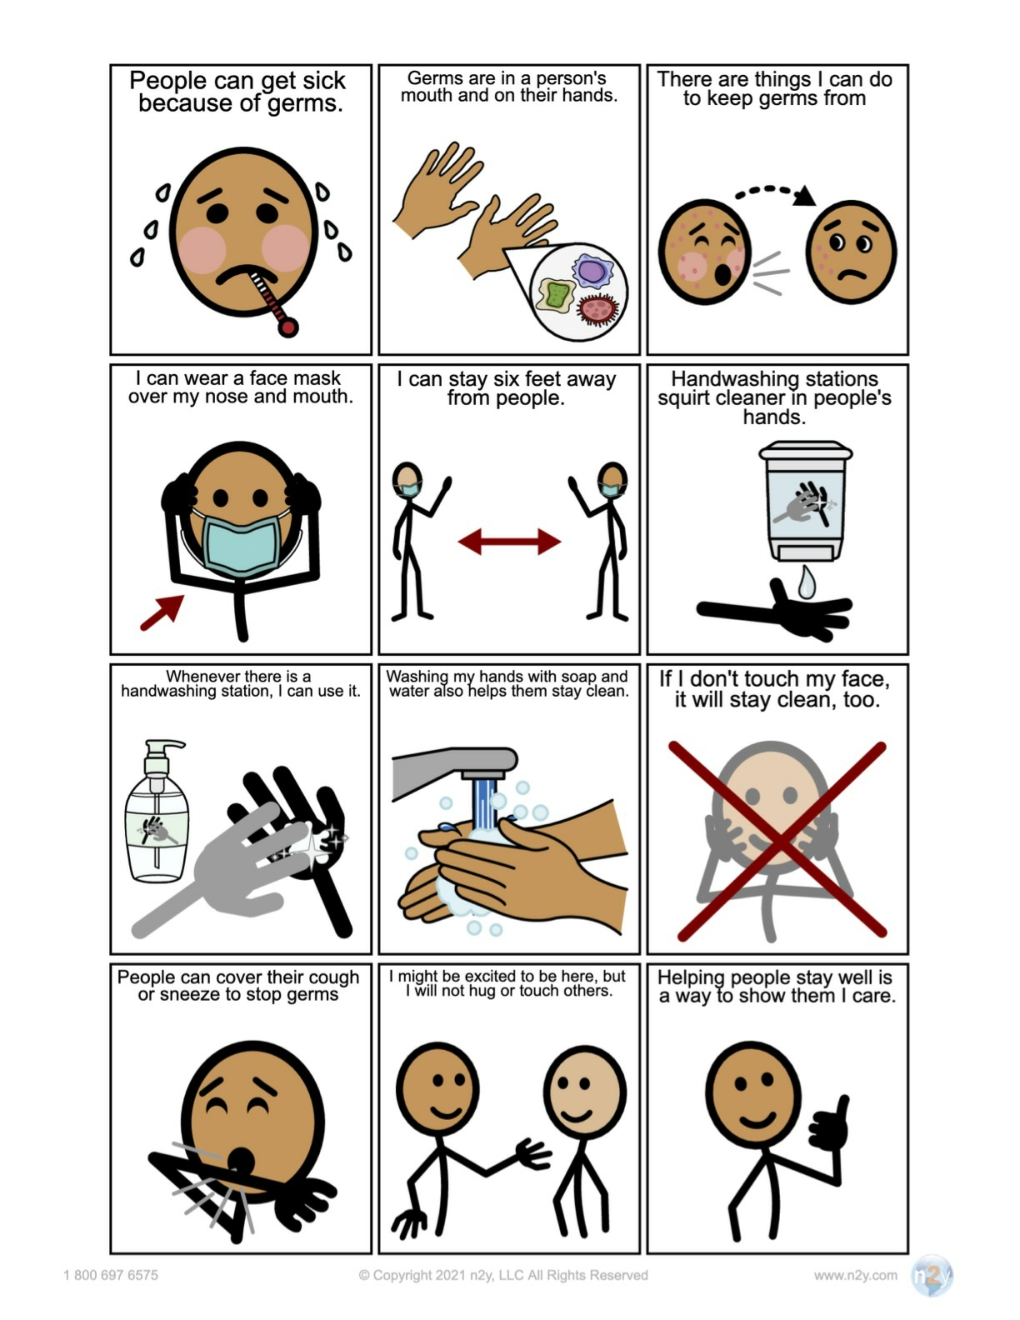 People can get sick
because of germs.
Germs are in a person's
mouth and on their hands.
There are things I can do
to keep germs from
I can wear a face mask
over my nose and mouth.
I can stay six feet away
from people.
Handwashing stations
squirt cleaner in people's
hands.
Whenever there is a
handwashing station, I can use it.
Washing my hands with soap and
water also helps them stay clean.
If I don't touch my face,
it will stay clean, too.
People can cover their cough
or sneeze to stop germs
I might be excited to be here, but
I will not hug or touch others.
Helping people stay well is
a way to show them I care.
1 800 697 6575
© Copyright 2021 n2y, LLC All Rights Reserved
www.n2y.com
n2y